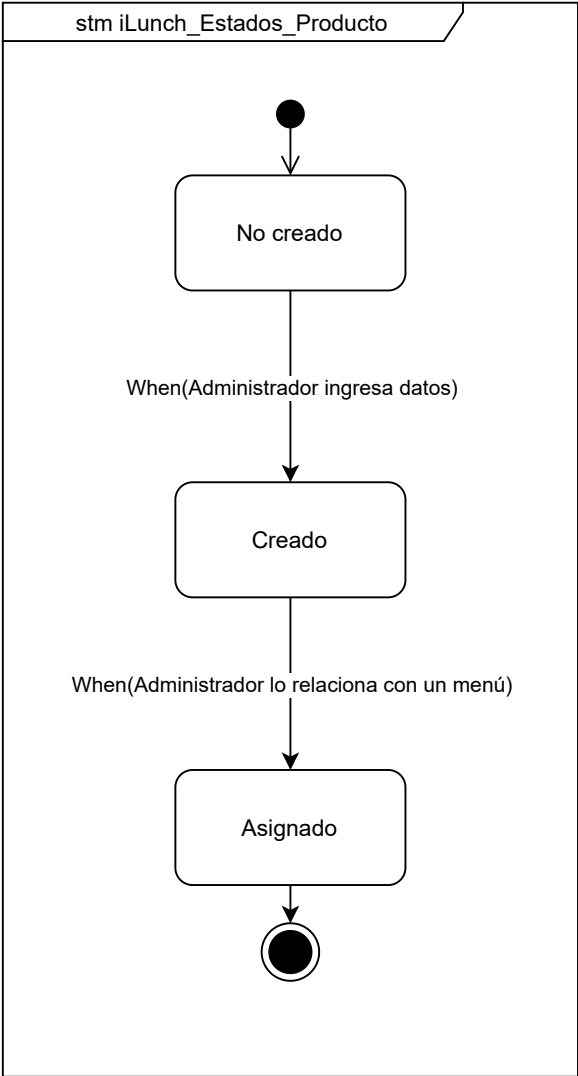 stm iLunch_Estados_Producto
No creado
When(Administrador ingresa datos)
Creado
When(Administrador lo relaciona con un menú)
Asignado